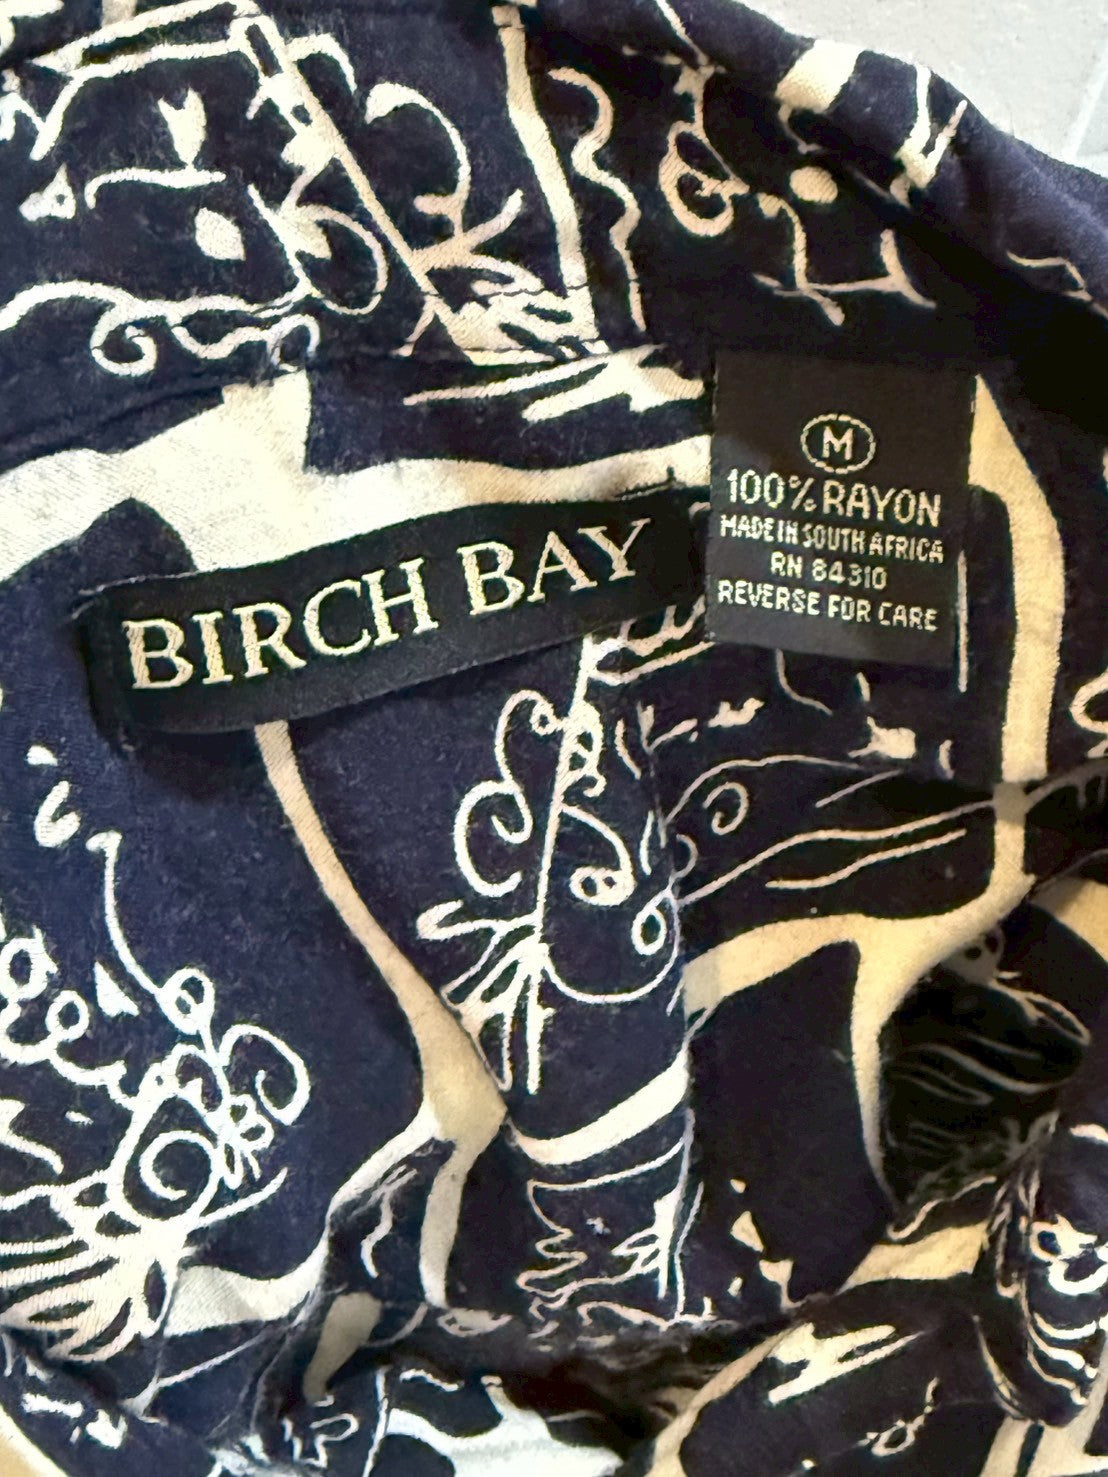 BIRCH BAY
M
100% RAYON
MADE IN SOUTH AFRICA
RN 84310
REVERSE FOR CARE